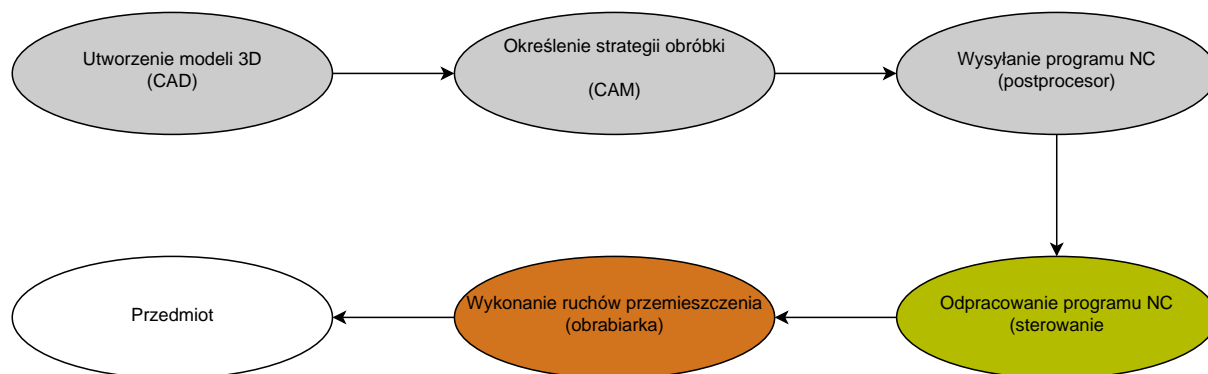 Utworzenie modeli 3D
(CAD)
Określenie strategii obróbki
(CAM)
Wysyłanie programu NC
(postprocesor)
Przedmiot
Wykonanie ruchów przemieszczenia
(obrabiarka)
Odpracowanie programu NC
(sterowanie